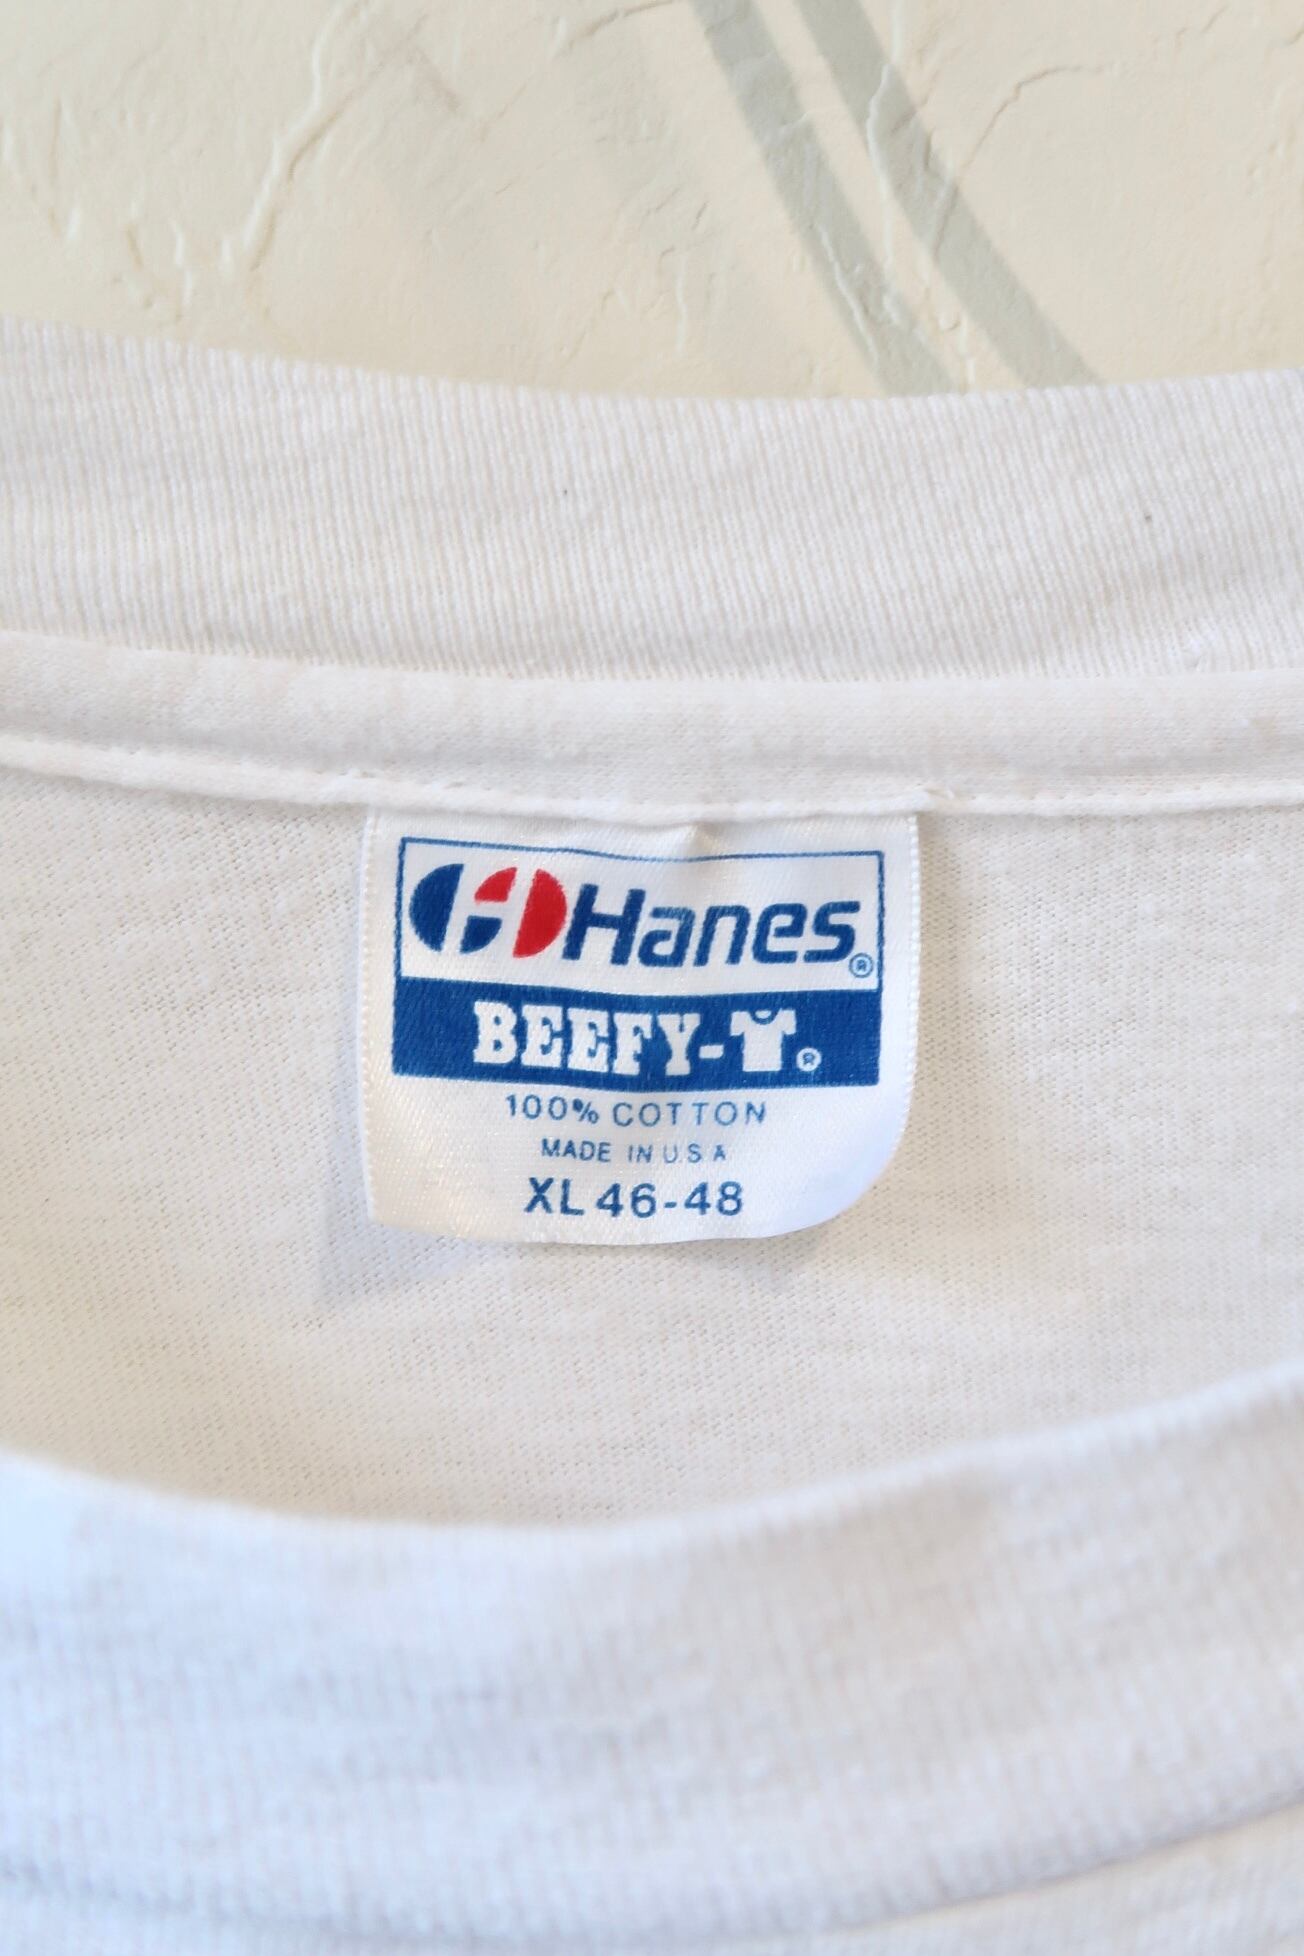 Hanes®
BEEFY-T®
100% COTTON
MADE IN U.S.A
XL 46-48